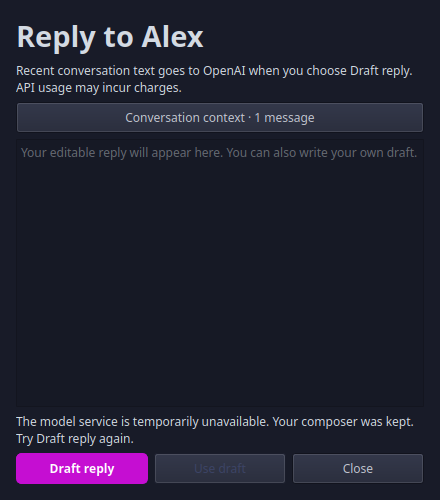 Reply to Alex
Recent conversation text goes to OpenAI when you choose Draft reply.
API usage may incur charges.
Conversation context · 1 message
Your editable reply will appear here. You can also write your own draft.
The model service is temporarily unavailable. Your composer was kept.
Try Draft reply again.
Draft reply
Use draft
Close